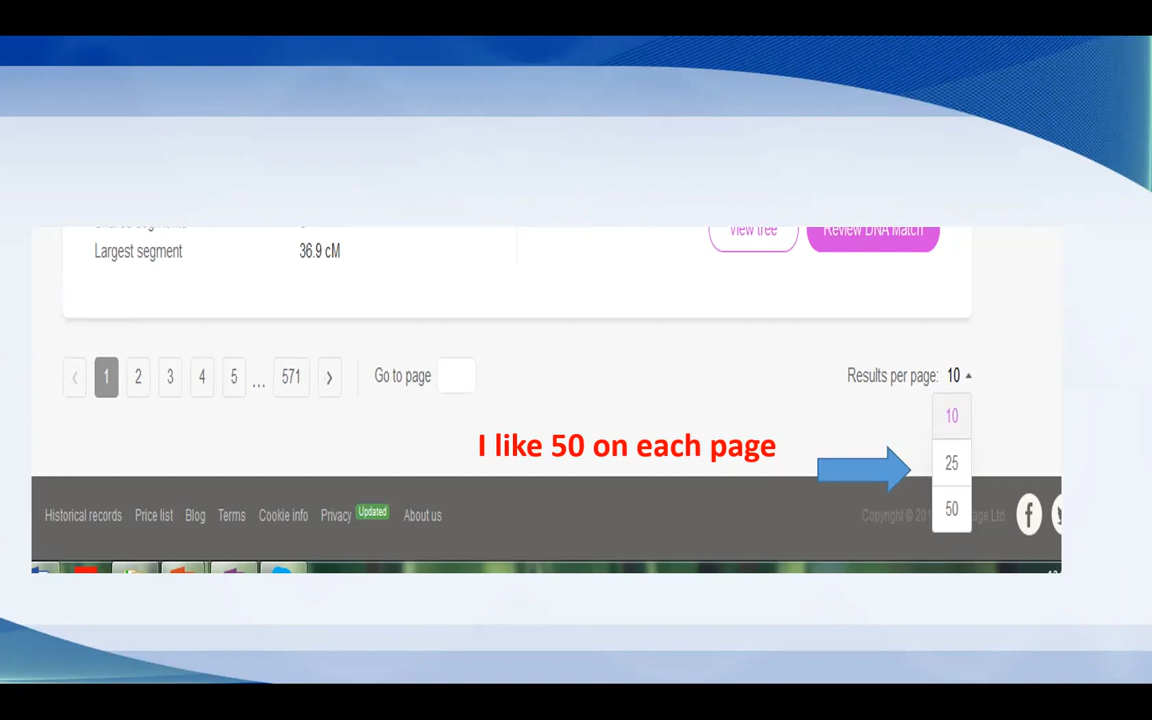 Largest segment 36.9 cM
View tree Review DNA Match
1 2 3 4 5 ... 571 Go to page Results per page: 10
10
I like 50 on each page
25
50
Historical records Price list Blog Terms Cookie info Privacy Updated About us Copyright © Ltd.